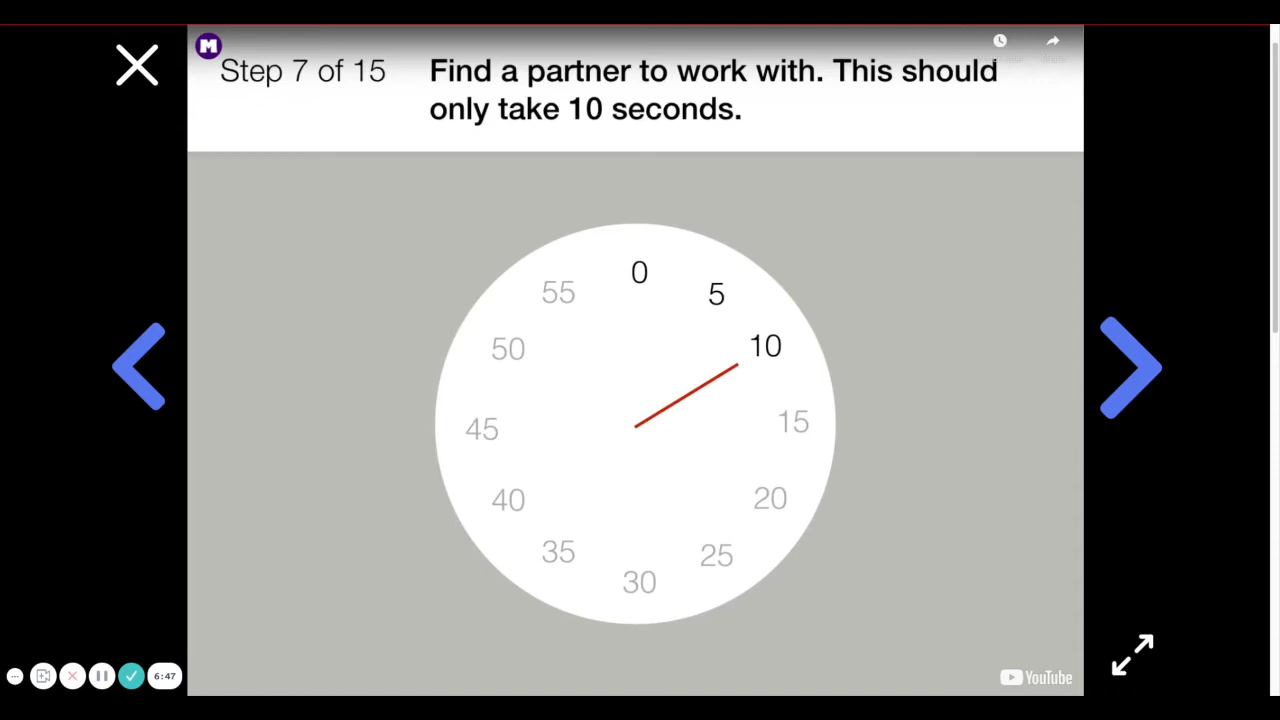 M
Step 7 of 15
Find a partner to work with. This should
only take 10 seconds.
0
5
10
15
20
25
30
35
40
45
50
55
6:47
YouTube